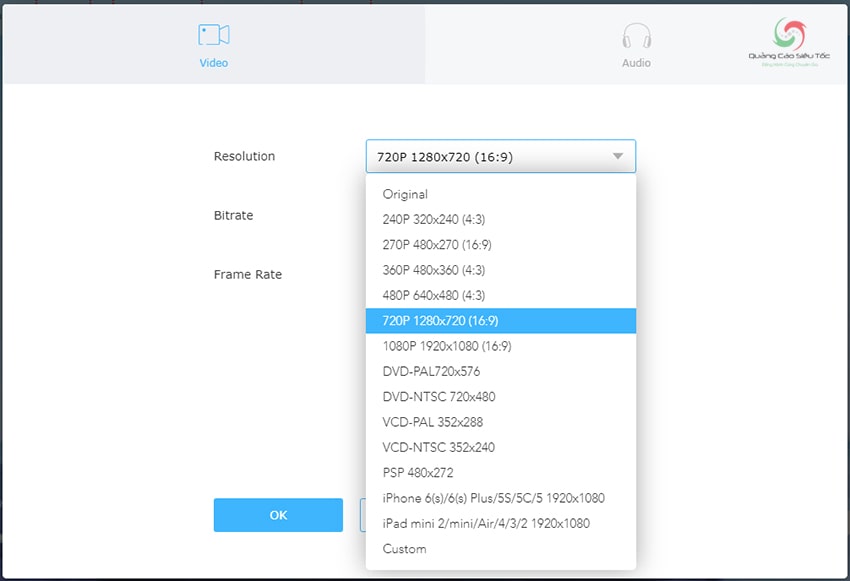 Video
Audio
Quảng Cáo Siêu Tốc
Resolution
720P 1280x720 (16:9)
Original
240P 320x240 (4:3)
270P 480x270 (16:9)
360P 480x360 (4:3)
480P 640x480 (4:3)
720P 1280x720 (16:9)
1080P 1920x1080 (16:9)
DVD-PAL720x576
DVD-NTSC 720x480
VCD-PAL 352x288
VCD-NTSC 352x240
PSP 480x272
iPhone 6(s)/6(s) Plus/5S/5C/5 1920x1080
iPad mini 2/mini/Air/4/3/2 1920x1080
Custom
Bitrate
Frame Rate
OK